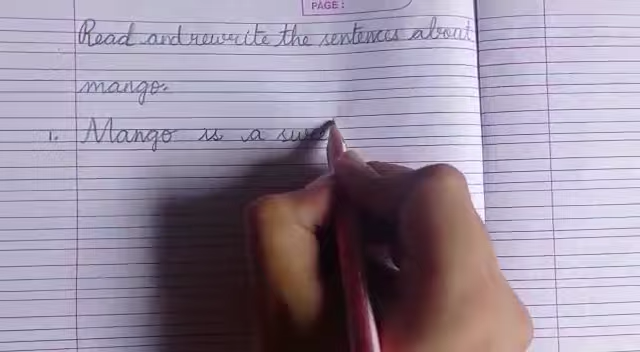 PAGE :
Read and rewrite the sentences about
mango.
1. Mango is a